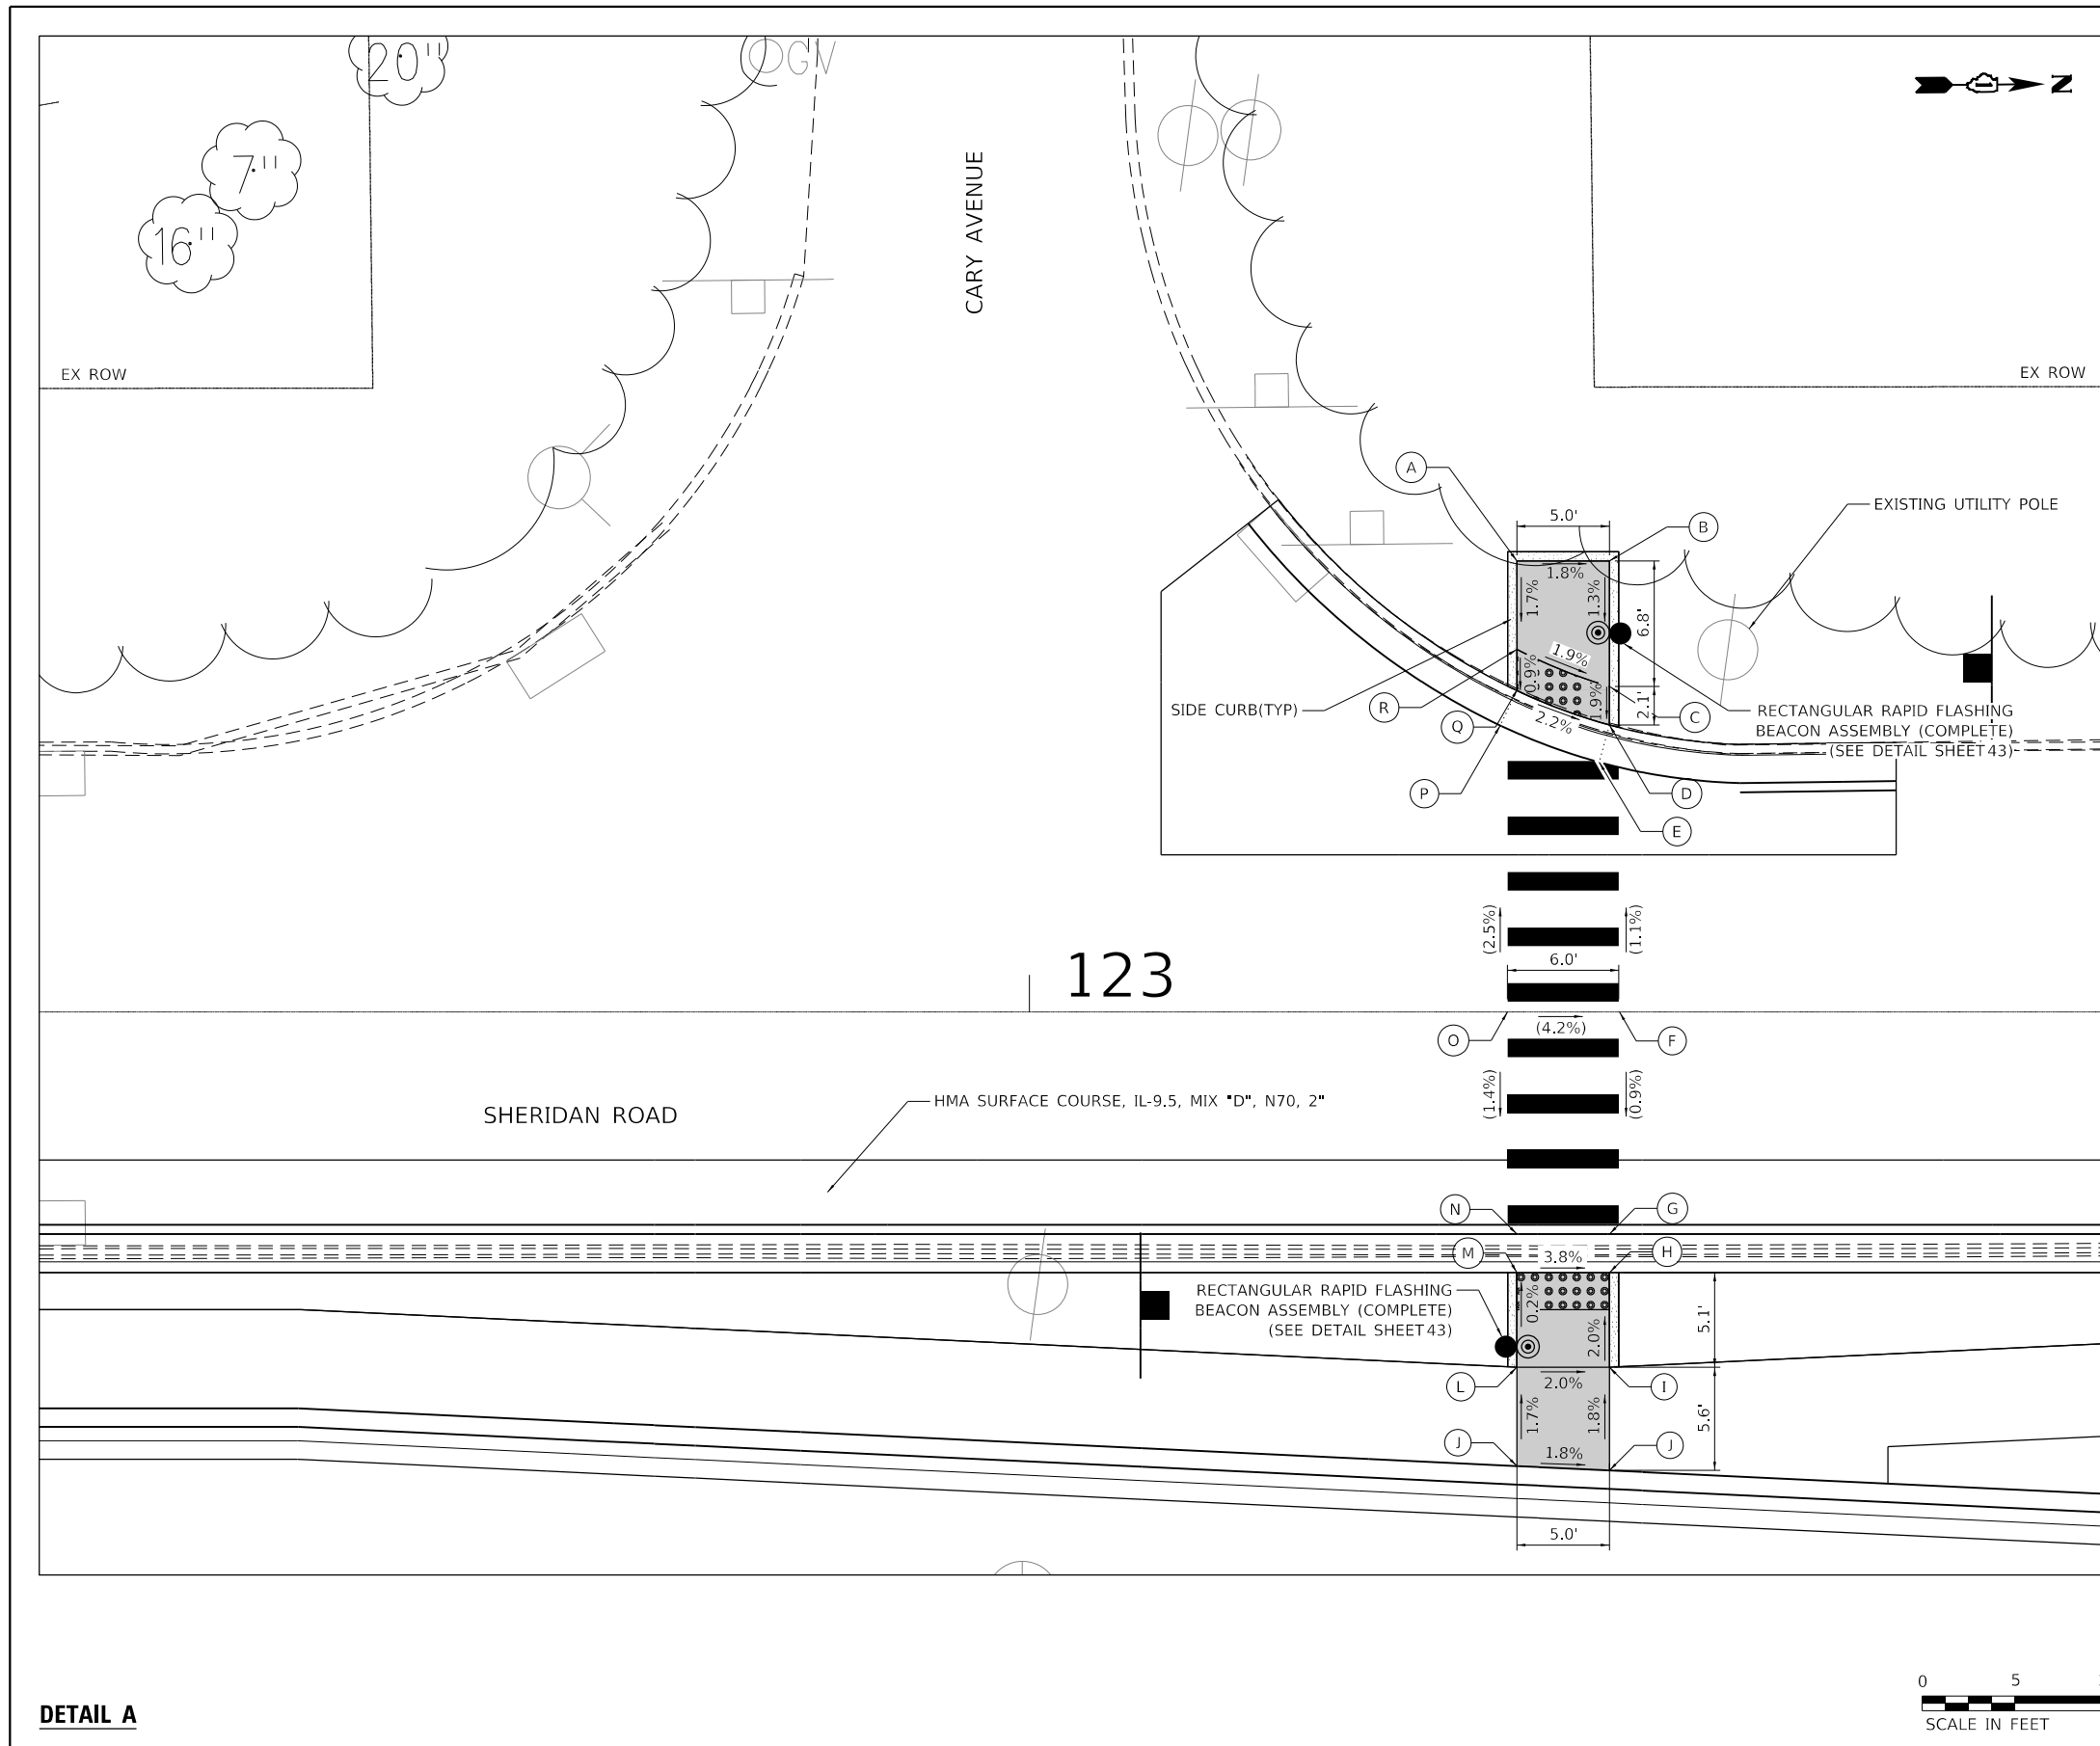 20"
OGV
N
7"
16"
CARY AVENUE
EX ROW
EX ROW
A
5.0'
B
EXISTING UTILITY POLE
1.8%
1.7%
1.3%
6.8'
1.9%
0.9%
1.9%
2.1'
SIDE CURB(TYP)
R
Q
2.2%
C
RECTANGULAR RAPID FLASHING
BEACON ASSEMBLY (COMPLETE)
(SEE DETAIL SHEET 43)
P
D
E
(2.5%)
(1.1%)
123
6.0'
O
(4.2%)
F
(1.4%)
(0.9%)
SHERIDAN ROAD
HMA SURFACE COURSE, IL-9.5, MIX "D", N70, 2"
N
G
M
3.8%
H
RECTANGULAR RAPID FLASHING
BEACON ASSEMBLY (COMPLETE)
(SEE DETAIL SHEET 43)
0.2%
2.0%
5.1'
L
2.0%
I
1.7%
1.8%
5.6'
J
1.8%
J
5.0'
0 5
SCALE IN FEET
DETAIL A